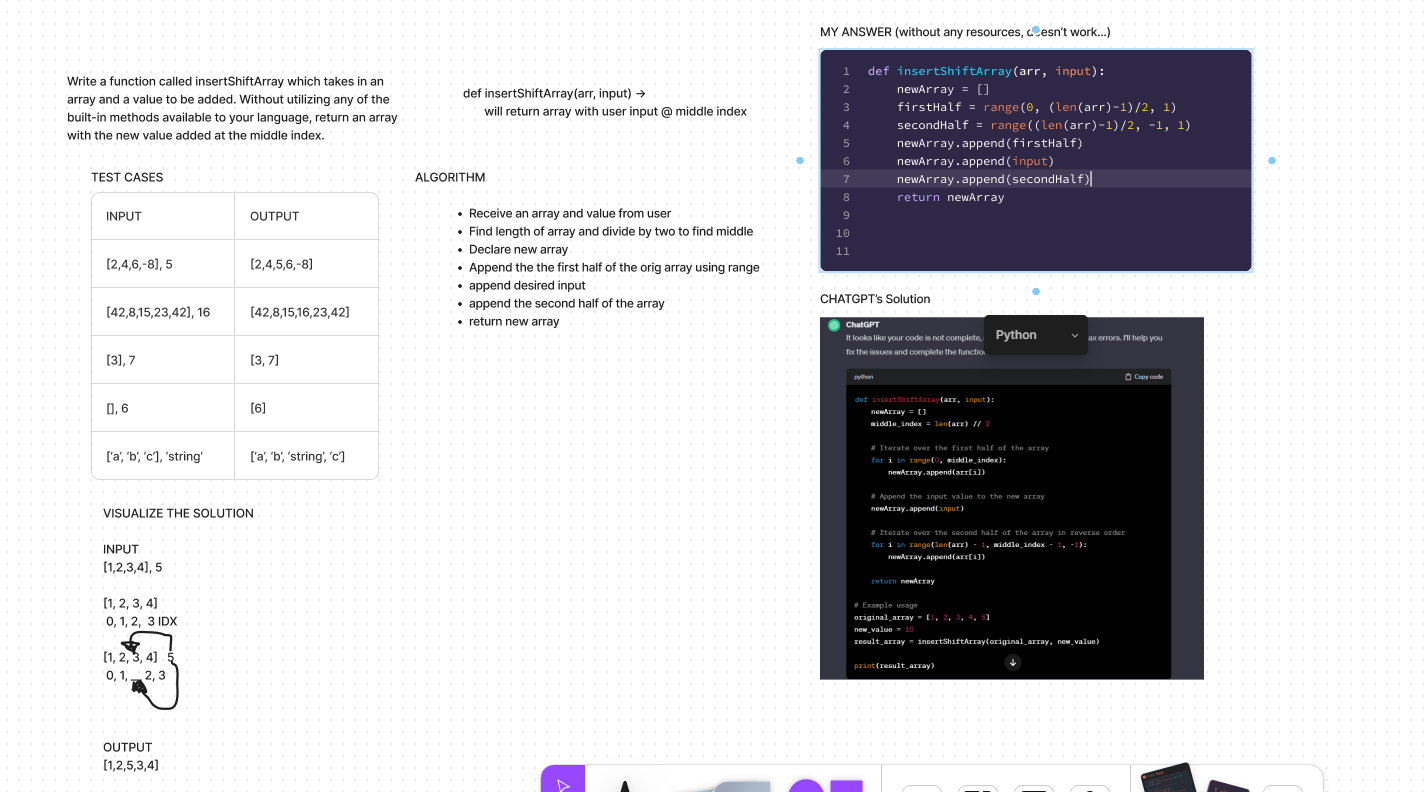 Write a function called insertShiftArray which takes in an
array and a value to be added. Without utilizing any of the
built-in methods available to your language, return an array
with the new value added at the middle index.
def insertShiftArray(arr, input) →
will return array with user input @ middle index
TEST CASES
INPUT OUTPUT
[2,4,6,-8], 5 [2,4,5,6,-8]
[42,8,15,23,42], 16 [42,8,15,16,23,42]
[3], 7 [3, 7]
[], 6 [6]
['a', 'b', 'c'], 'string' ['a', 'b', 'string', 'c']
ALGORITHM
• Receive an array and value from user
• Find length of array and divide by two to find middle
• Declare new array
• Append the the first half of the orig array using range
• append desired input
• append the second half of the array
• return new array
VISUALIZE THE SOLUTION
INPUT
[1,2,3,4], 5
[1, 2, 3, 4]
0, 1, 2, 3 IDX
[1, 2, 3, 4] 5
0, 1, _ 2, 3
OUTPUT
[1,2,5,3,4]
MY ANSWER (without any resources, doesn't work...)
1 def insertShiftArray(arr, input):
2 newArray = []
3 firstHalf = range(0, (len(arr)-1)/2, 1)
4 secondHalf = range((len(arr)-1)/2, -1, 1)
5 newArray.append(firstHalf)
6 newArray.append(input)
7 newArray.append(secondHalf)
8 return newArray
9
10
11
CHATGPT's Solution
ChatGPT
Python
It looks like your code is not complete, ax errors. I'll help you
fix the issues and complete the function
python Copy code
def insertShiftArray(arr, input):
newArray = []
middle_index = len(arr) // 2
# Iterate over the first half of the array
for i in range(0, middle_index):
newArray.append(arr[i])
# Append the input value to the new array
newArray.append(input)
# Iterate over the second half of the array in reverse order
for i in range(len(arr) - 1, middle_index - 1, -1):
newArray.append(arr[i])
return newArray
# Example usage
original_array = [1, 2, 3, 4, 5]
new_value = 10
result_array = insertShiftArray(original_array, new_value)
print(result_array)